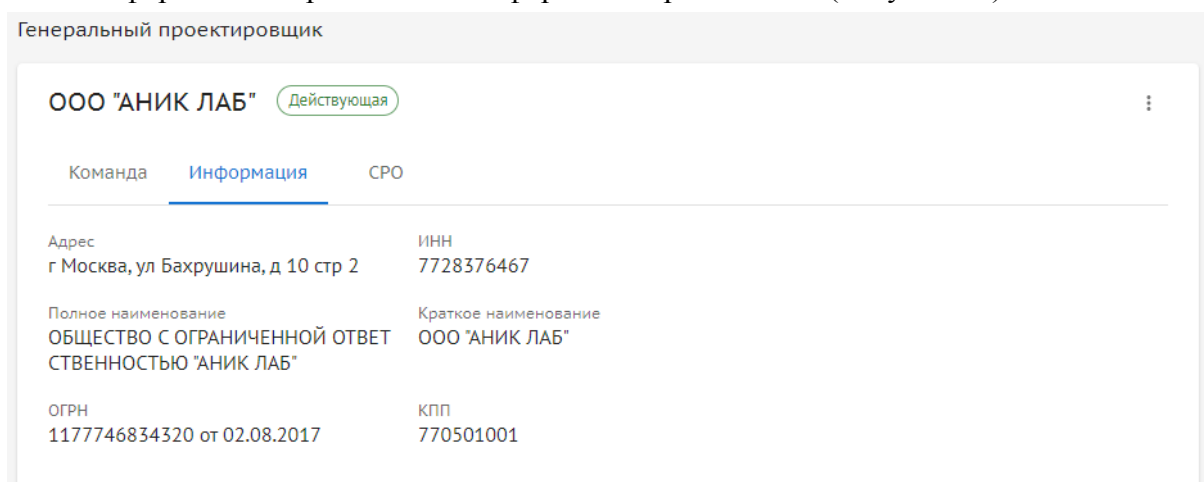 Генеральный проектировщик
ООО "АНИК ЛАБ" Действующая
Команда Информация СРО
Адрес ИНН
г Москва, ул Бахрушина, д 10 стр 2 7728376467
Полное наименование Краткое наименование
ОБЩЕСТВО С ОГРАНИЧЕННОЙ ОТВЕТ ООО "АНИК ЛАБ"
СТВЕННОСТЬЮ "АНИК ЛАБ"
ОГРН КПП
1177746834320 от 02.08.2017 770501001